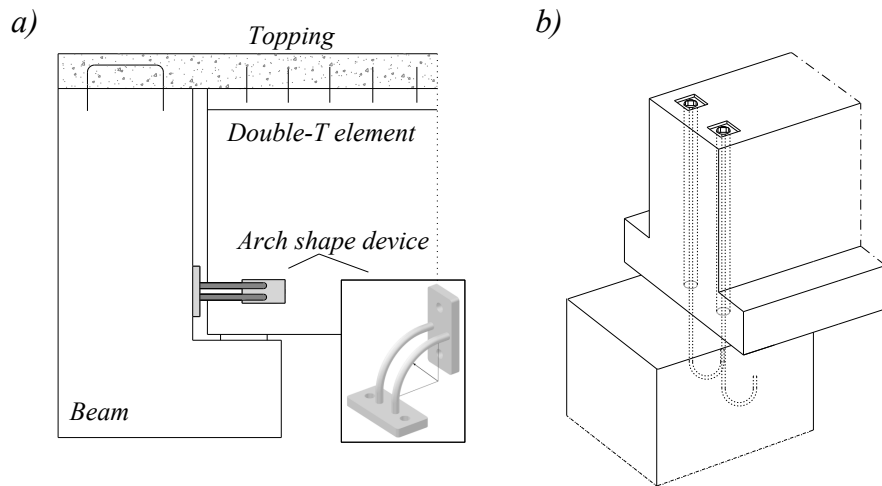 a)
b)
Topping
Double-T element
Arch shape device
Beam